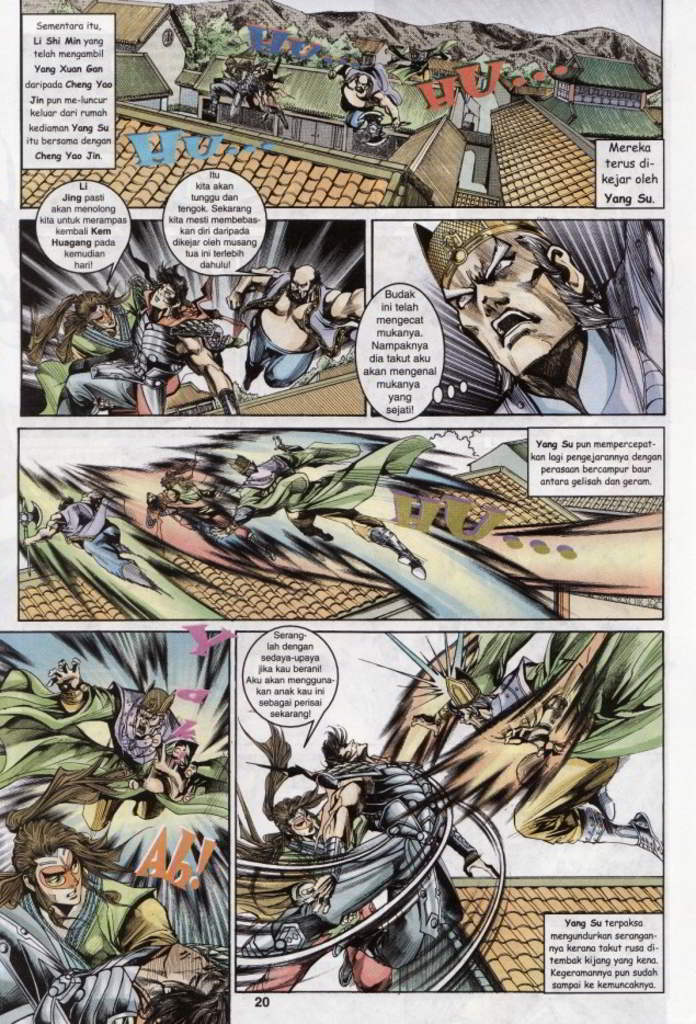 Sementara itu,
Li Shi Min yang
telah mengambil
Yang Xuan Gan
daripada Cheng Yao
Jin pun me-luncur
keluar dari rumah
kediaman Yang Su
itu bersama dengan
Cheng Yao Jin.
HU...
HU...
HU...
Mereka
terus di-
kejar oleh
Yang Su.
Li
Jing pasti
akan menolong
kita untuk merampas
kembali Kem
Huagang pada
kemudian
hari!
Itu
kita akan
tunggu dan
tengok. Sekarang
kita mesti membebas-
kan diri daripada
dikejar oleh musang
tua ini terlebih
dahulu!
Budak
ini telah
mengecat
mukanya.
Nampaknya
dia takut aku
akan mengenal
mukanya
yang
sejati!
Yang Su pun mempercepat-
kan lagi pengejarannya dengan
perasaan bercampur baur
antara gelisah dan geram.
HU...
Ah!
Serang-
lah dengan
sedaya-upaya
jika kau berani!
Aku akan mengguna-
kan anak kau ini
sebagai perisai
sekarang!
Yang Su terpaksa
mengundurkan serangan-
nya kerana takut rusa di-
tembak kijang yang kena.
Kegeramannya pun sudah
sampai ke kemuncaknya.
20